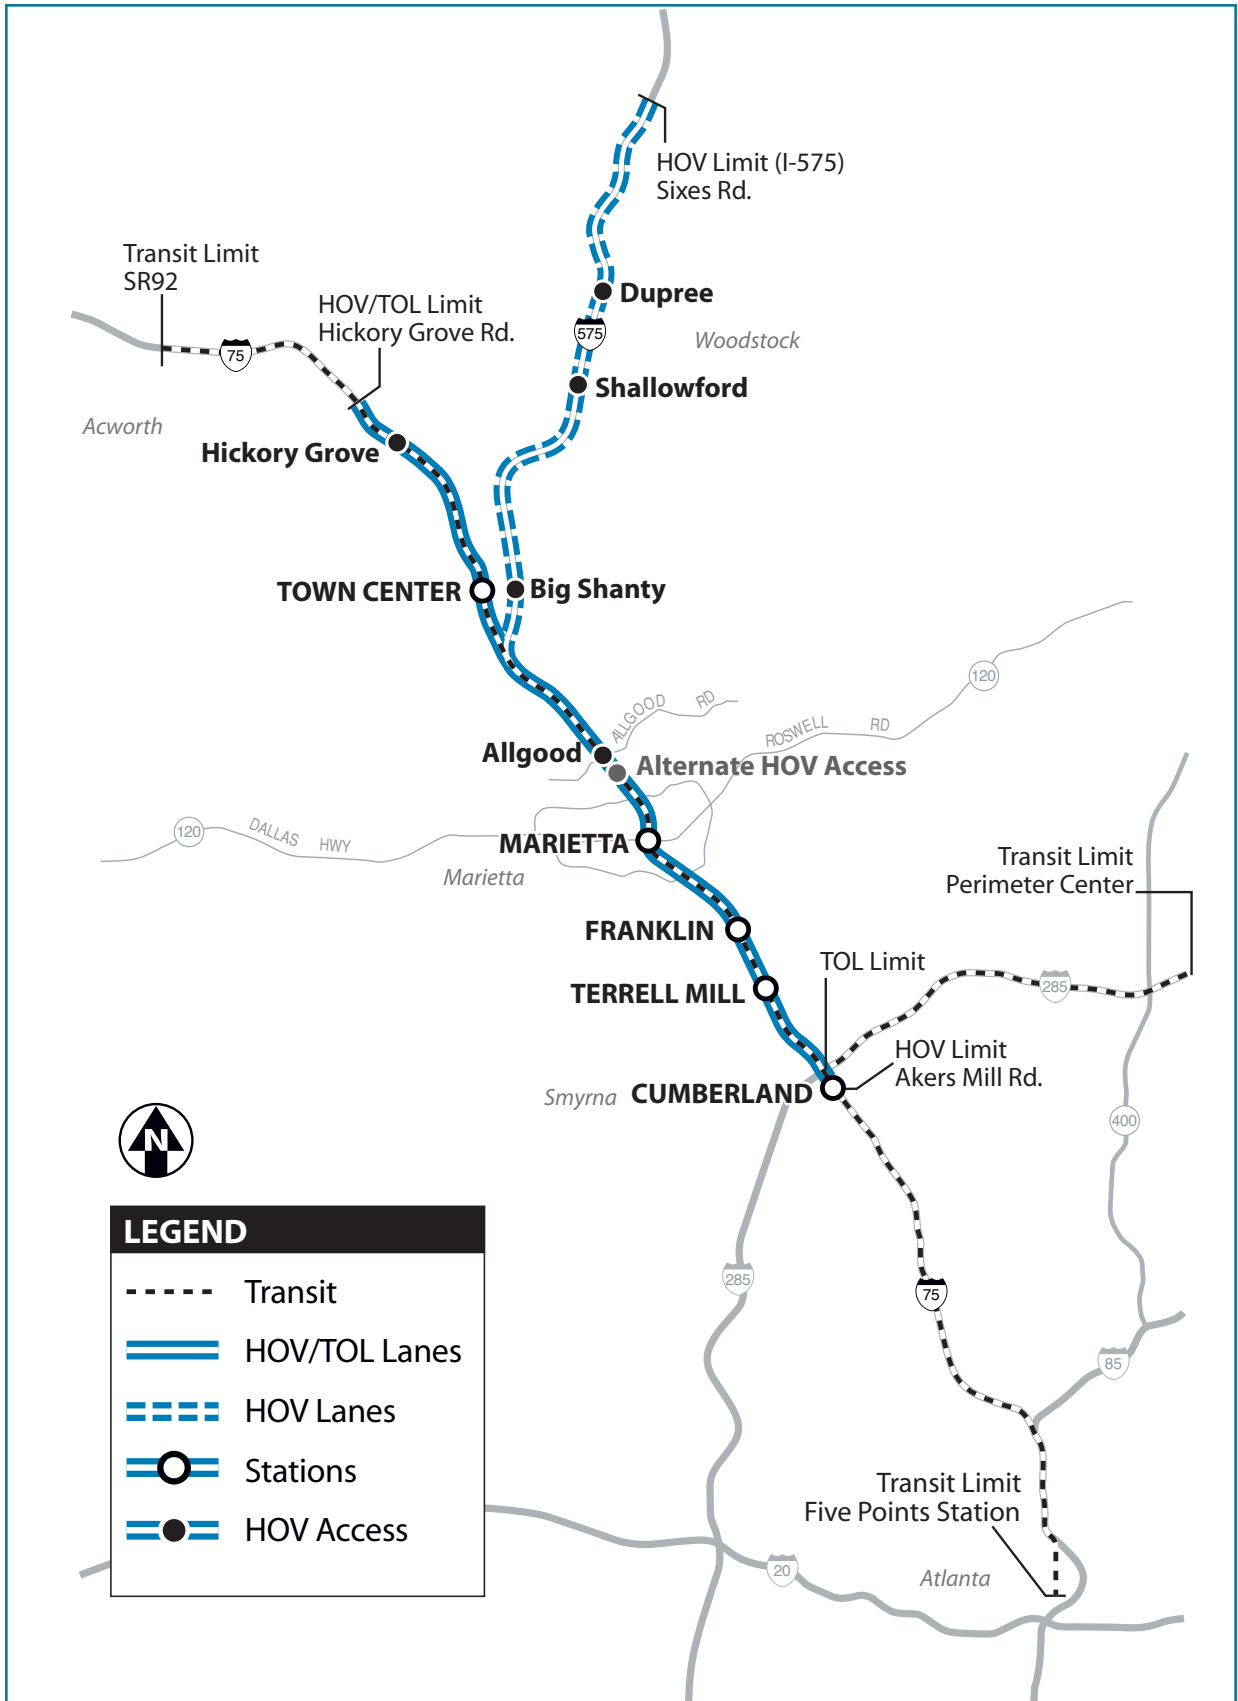 HOV Limit (I-575)
Sixes Rd.
Transit Limit
SR92
HOV/TOL Limit
Hickory Grove Rd.
Dupree
75
575
Woodstock
Shallowford
Acworth
Hickory Grove
TOWN CENTER
Big Shanty
120
ALLGOOD RD
ROSWELL RD
Allgood
Alternate HOV Access
120
DALLAS HWY
MARIETTA
Marietta
Transit Limit
Perimeter Center
FRANKLIN
TOL Limit
TERRELL MILL
285
HOV Limit
Akers Mill Rd.
Smyrna
CUMBERLAND
400
N
LEGEND
Transit
HOV/TOL Lanes
HOV Lanes
Stations
HOV Access
285
75
85
Transit Limit
Five Points Station
20
Atlanta